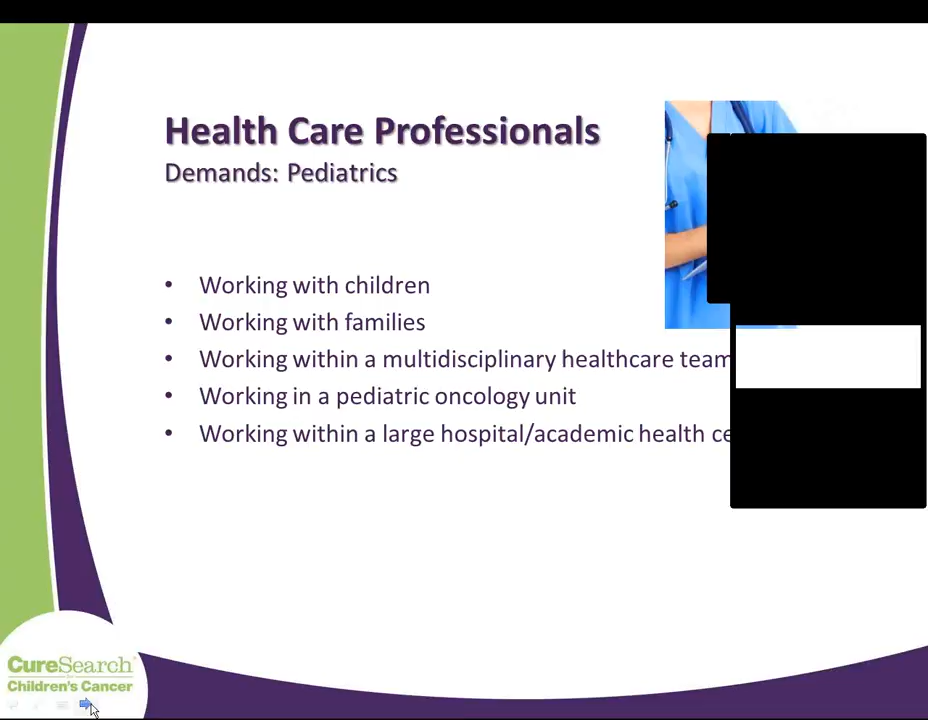 Health Care Professionals
Demands: Pediatrics
• Working with children
• Working with families
• Working within a multidisciplinary healthcare team
• Working in a pediatric oncology unit
• Working within a large hospital/academic health
CureSearch
Children's Cancer